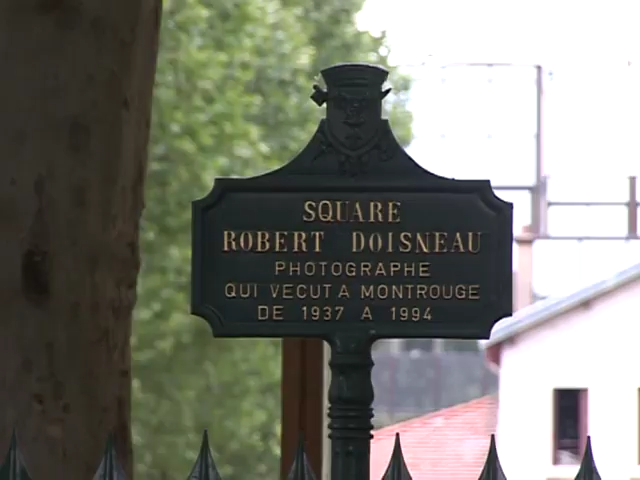 SQUARE
ROBERT DOISNEAU
PHOTOGRAPHE
QUI VECUT A MONTROUGE
DE 1937 A 1994